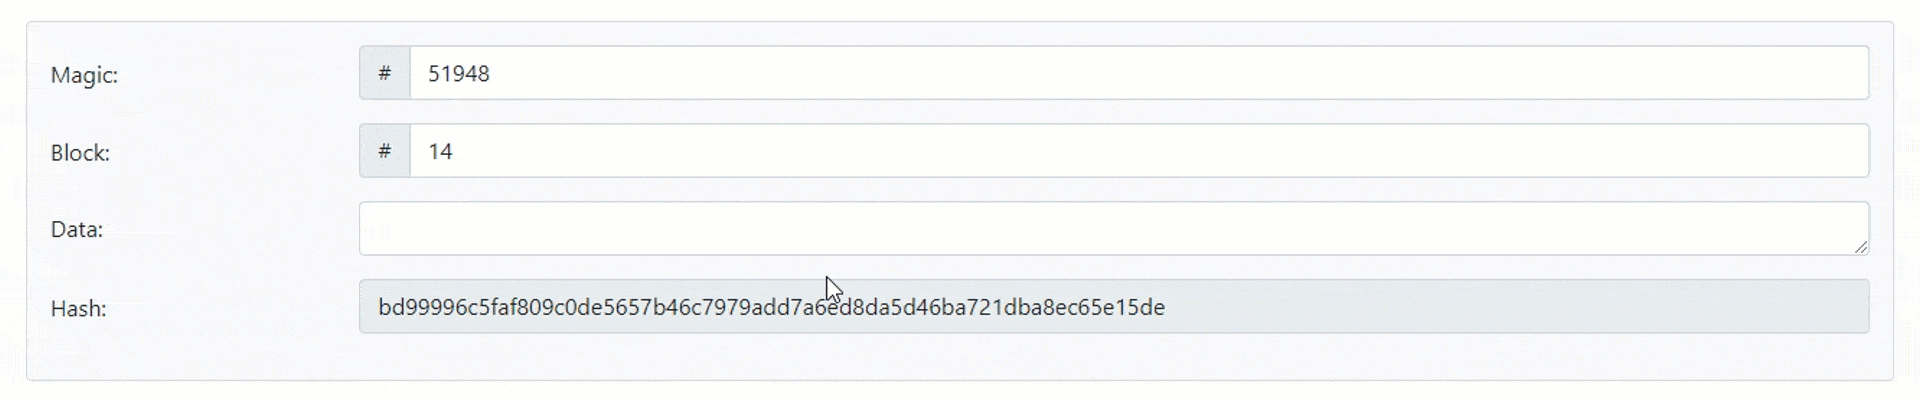 Magic: # 51948
Block: # 14
Data:
Hash: bd99996c5faf809c0de5657b46c7979add7a6ed8da5d46ba721dba8ec65e15de